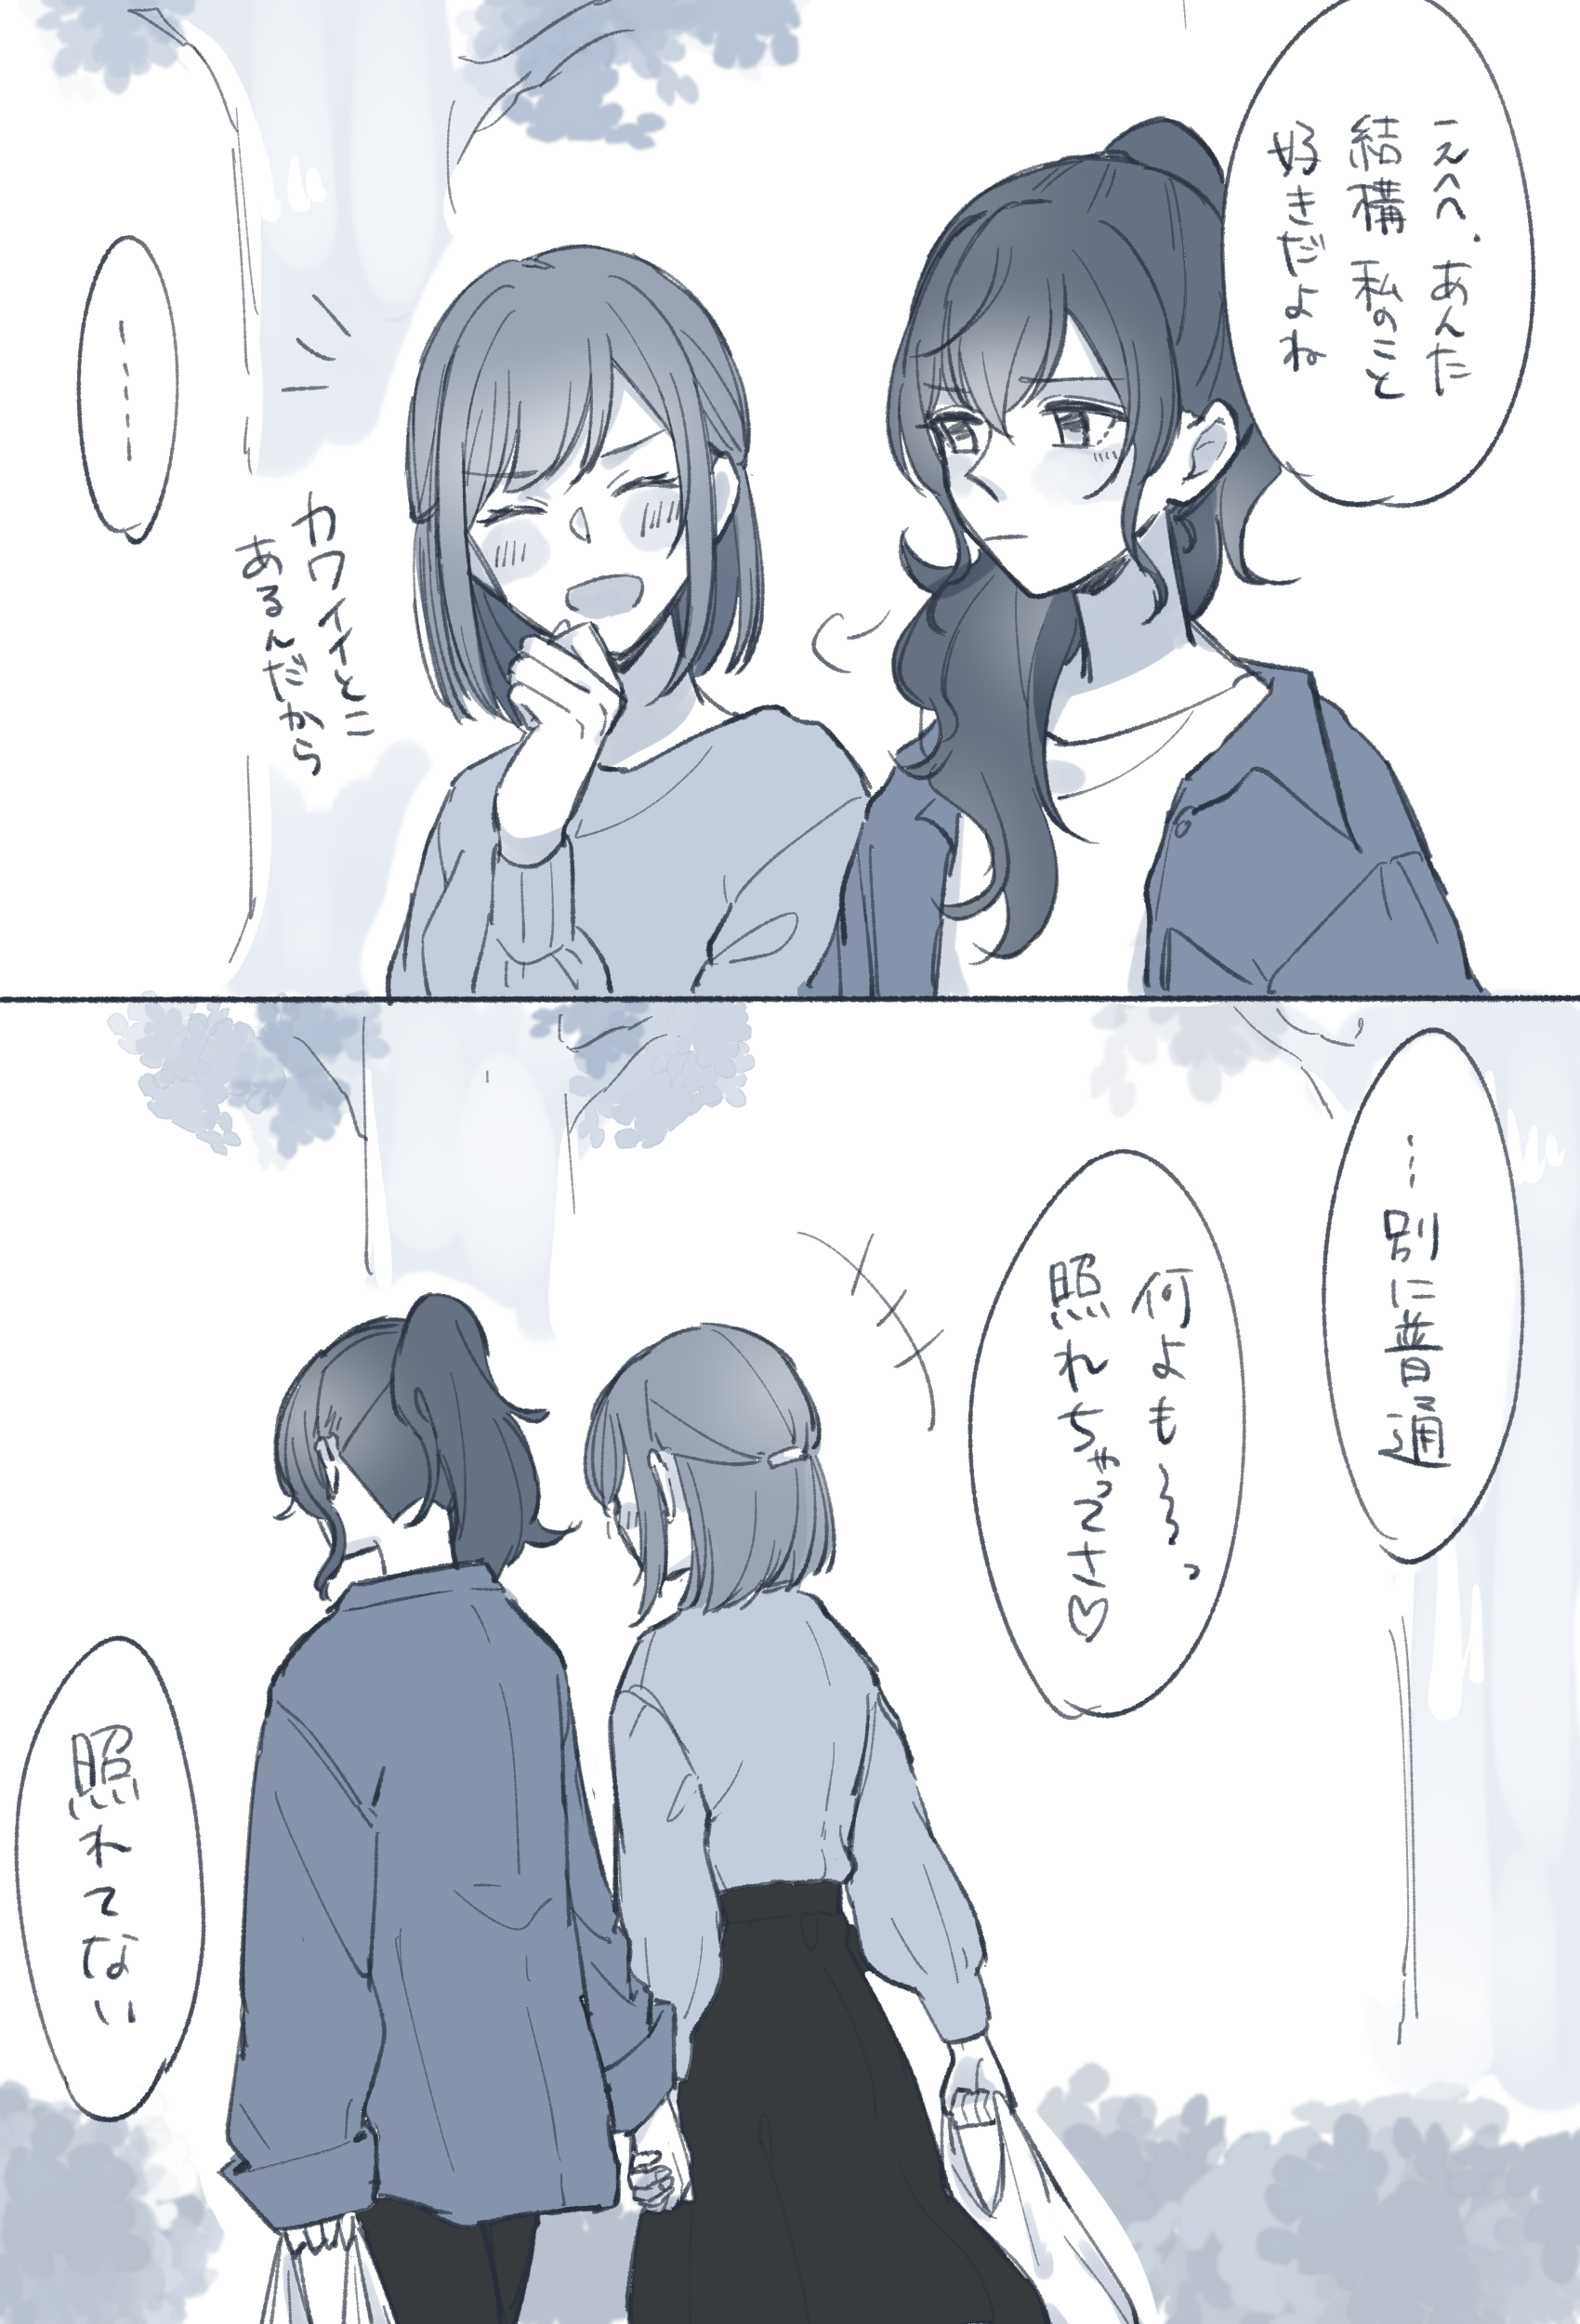 えへへ、あんた
結構私のこと
好きだよね
カワイイとこ
あるんだから
……
…別に普通
何よも～～っ
照れちゃってさ♡
照れてない